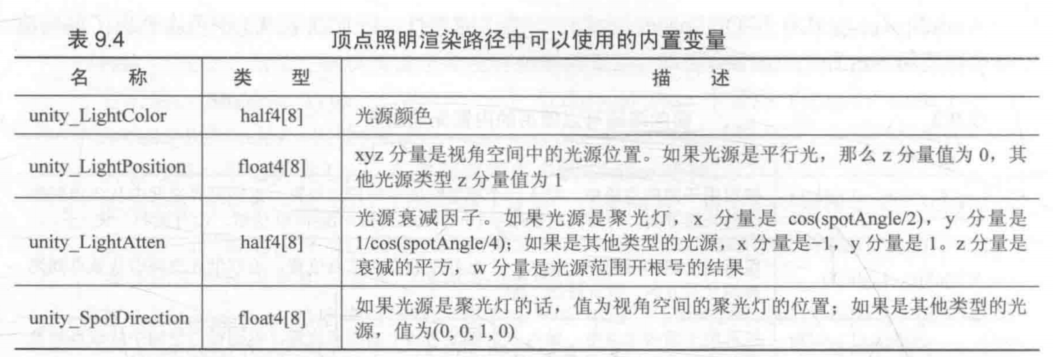 表 9.4 顶点照明渲染路径中可以使用的内置变量
名 称 类 型 描 述
unity_LightColor half4[8] 光源颜色
unity_LightPosition float4[8] xyz 分量是视角空间中的光源位置。如果光源是平行光，那么 z 分量值为 0，其
他光源类型 z 分量值为 1
光源衰减因子。如果光源是聚光灯，x 分量是 cos(spotAngle/2)，y 分量是
unity_LightAtten half4[8] 1/cos(spotAngle/4)；如果是其他类型的光源，x 分量是−1，y 分量是 1。z 分量是
衰减的平方，w 分量是光源范围开根号的结果
unity_SpotDirection float4[8] 如果光源是聚光灯的话，值为视角空间的聚光灯的位置；如果是其他类型的光
源，值为(0, 0, 1, 0)